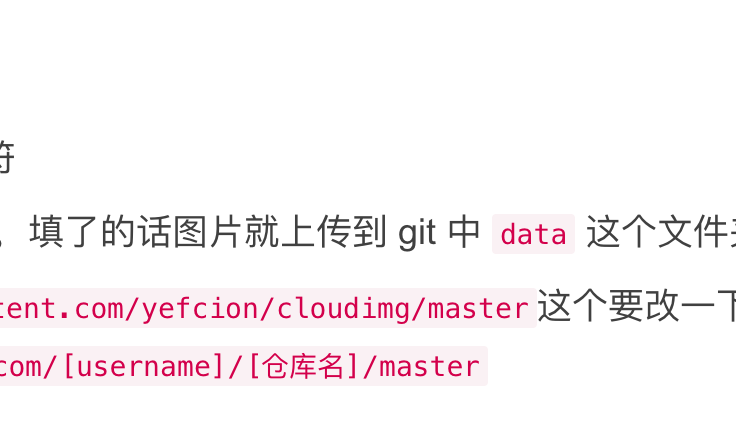 符
，填了的话图片就上传到 git 中 data 这个文件夹
tent.com/yefcion/cloudimg/master这个要改一下
com/[username]/[仓库名]/master